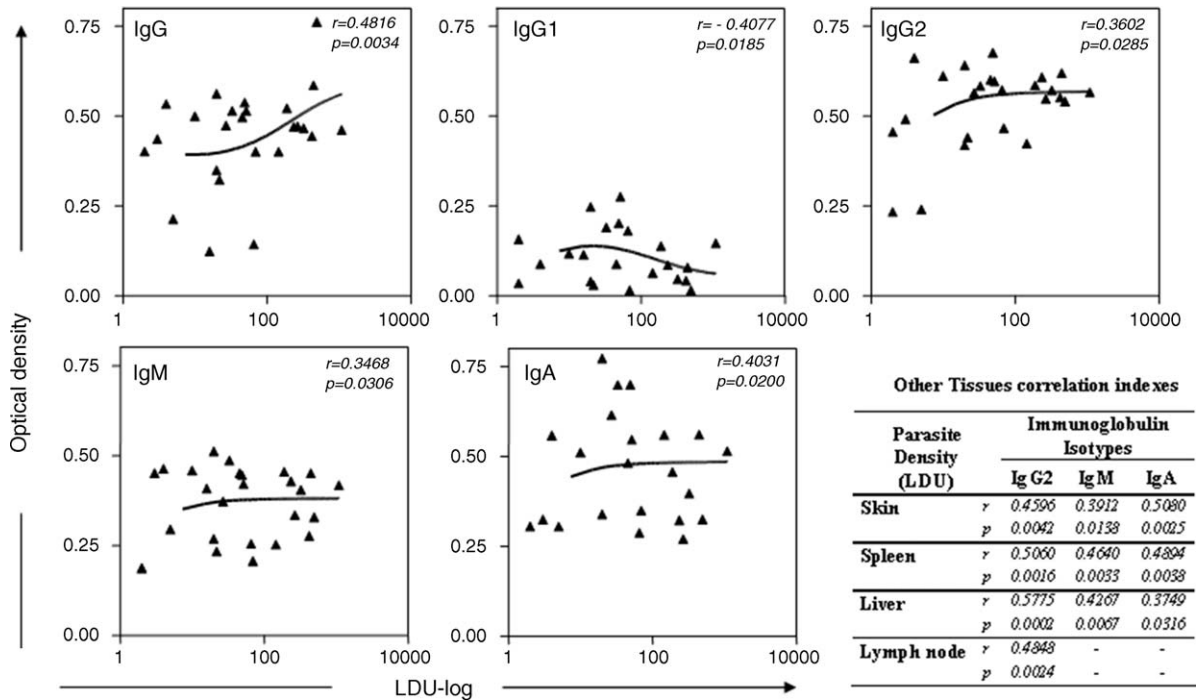 IgG
r=0.4816
p=0.0034
0.75
0.50
0.25
0.00
1
100
10000
IgG1
r= - 0.4077
p=0.0185
0.75
0.50
0.25
0.00
1
100
10000
IgG2
r=0.3602
p=0.0285
0.75
0.50
0.25
0.00
1
100
10000
IgM
r=0.3468
p=0.0306
0.75
0.50
0.25
0.00
1
100
10000
IgA
r=0.4031
p=0.0200
0.75
0.50
0.25
0.00
1
100
10000
Optical density
LDU-log
Other Tissues correlation indexes
Parasite Density (LDU)
Immunoglobulin Isotypes
Ig G2 Ig M Ig A
Skin r 0.4596 0.3912 0.5080
p 0.0042 0.0138 0.0025
Spleen r 0.5060 0.4640 0.4894
p 0.0016 0.0033 0.0038
Liver r 0.5775 0.4267 0.3749
p 0.0002 0.0067 0.0316
Lymph node r 0.4848 - -
p 0.0024 - -